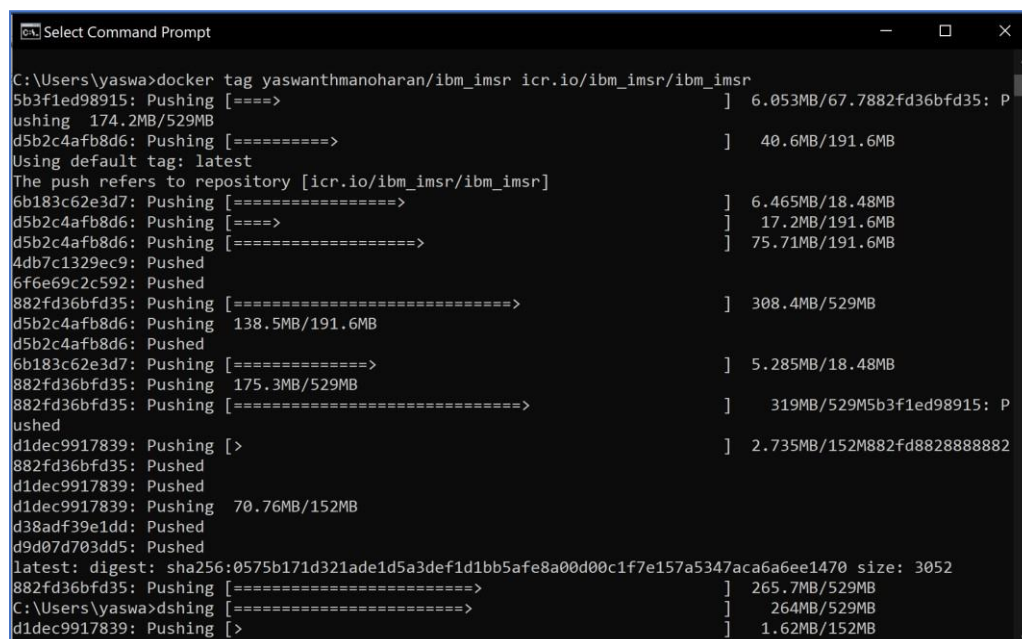 Select Command Prompt
C:\Users\yaswa>docker tag yaswanthmanoharan/ibm_imsr icr.io/ibm_imsr/ibm_imsr
5b3f1ed98915: Pushing [====>                                              ]  6.053MB/67.7882fd36bfd35: P
ushing  174.2MB/529MB
d5b2c4afb8d6: Pushing [==========>                                        ]   40.6MB/191.6MB
Using default tag: latest
The push refers to repository [icr.io/ibm_imsr/ibm_imsr]
6b183c62e3d7: Pushing [=================>                                 ]  6.465MB/18.48MB
d5b2c4afb8d6: Pushing [====>                                              ]   17.2MB/191.6MB
d5b2c4afb8d6: Pushing [===================>                               ]  75.71MB/191.6MB
4db7c1329ec9: Pushed
6f6e69c2c592: Pushed
882fd36bfd35: Pushing [=============================>                     ]  308.4MB/529MB
d5b2c4afb8d6: Pushing  138.5MB/191.6MB
d5b2c4afb8d6: Pushed
6b183c62e3d7: Pushing [==============>                                    ]  5.285MB/18.48MB
882fd36bfd35: Pushing  175.3MB/529MB
882fd36bfd35: Pushing [==============================>                    ]    319MB/529M5b3f1ed98915: P
ushed
d1dec9917839: Pushing [>                                                  ]  2.735MB/152M882fd8828888882
882fd36bfd35: Pushed
d1dec9917839: Pushed
d1dec9917839: Pushing  70.76MB/152MB
d38adf39e1dd: Pushed
d9d07d703dd5: Pushed
latest: digest: sha256:0575b171d321ade1d5a3def1d1bb5afe8a00d00c1f7e157a5347aca6a6ee1470 size: 3052
882fd36bfd35: Pushing [=========================>                         ]  265.7MB/529MB
C:\Users\yaswa>dshing [========================>                          ]    264MB/529MB
d1dec9917839: Pushing [>                                                  ]   1.62MB/152MB